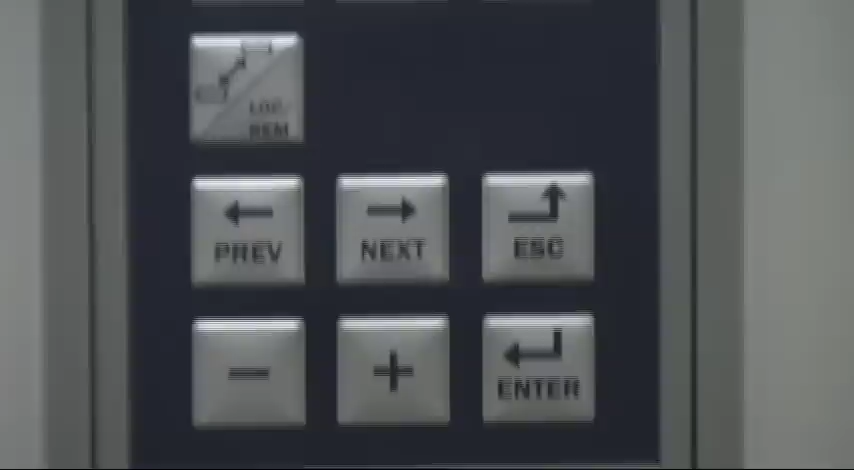 LOC/
REM
PREV
NEXT
ESC
-
+
ENTER